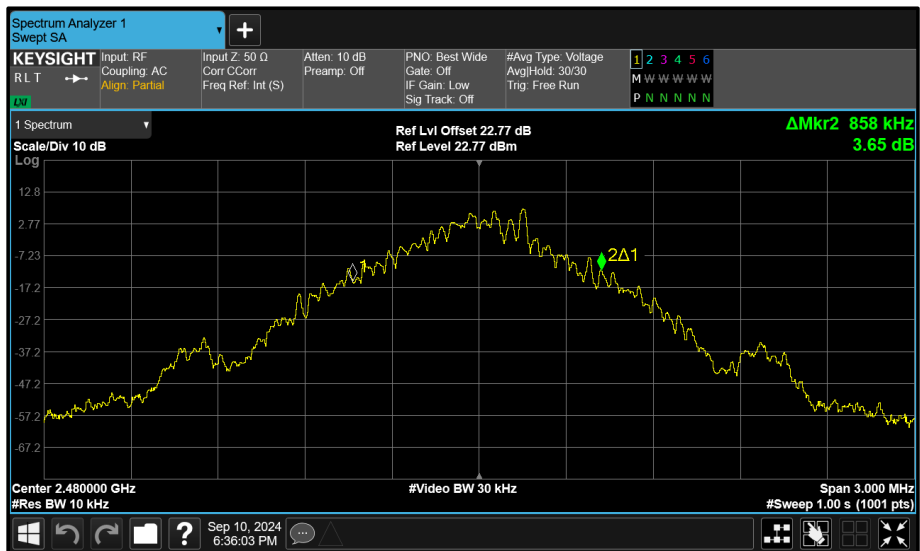 Spectrum Analyzer 1
Swept SA
KEYSIGHT
RLT
LXI
Input: RF
Coupling: AC
Align: Partial
Input Z: 50 Ω
Corr CCorr
Freq Ref: Int (S)
Atten: 10 dB
Preamp: Off
PNO: Best Wide
Gate: Off
IF Gain: Low
Sig Track: Off
#Avg Type: Voltage
Avg|Hold: 30/30
Trig: Free Run
1 2 3 4 5 6
M W W W W W
P N N N N N
1 Spectrum
Scale/Div 10 dB
Ref Lvl Offset 22.77 dB
Ref Level 22.77 dBm
ΔMkr2 858 kHz
3.65 dB
Log
12.8
2.77
-7.23
-17.2
-27.2
-37.2
-47.2
-57.2
-67.2
1
2Δ1
Center 2.480000 GHz
#Res BW 10 kHz
#Video BW 30 kHz
Span 3.000 MHz
#Sweep 1.00 s (1001 pts)
?
Sep 10, 2024
6:36:03 PM